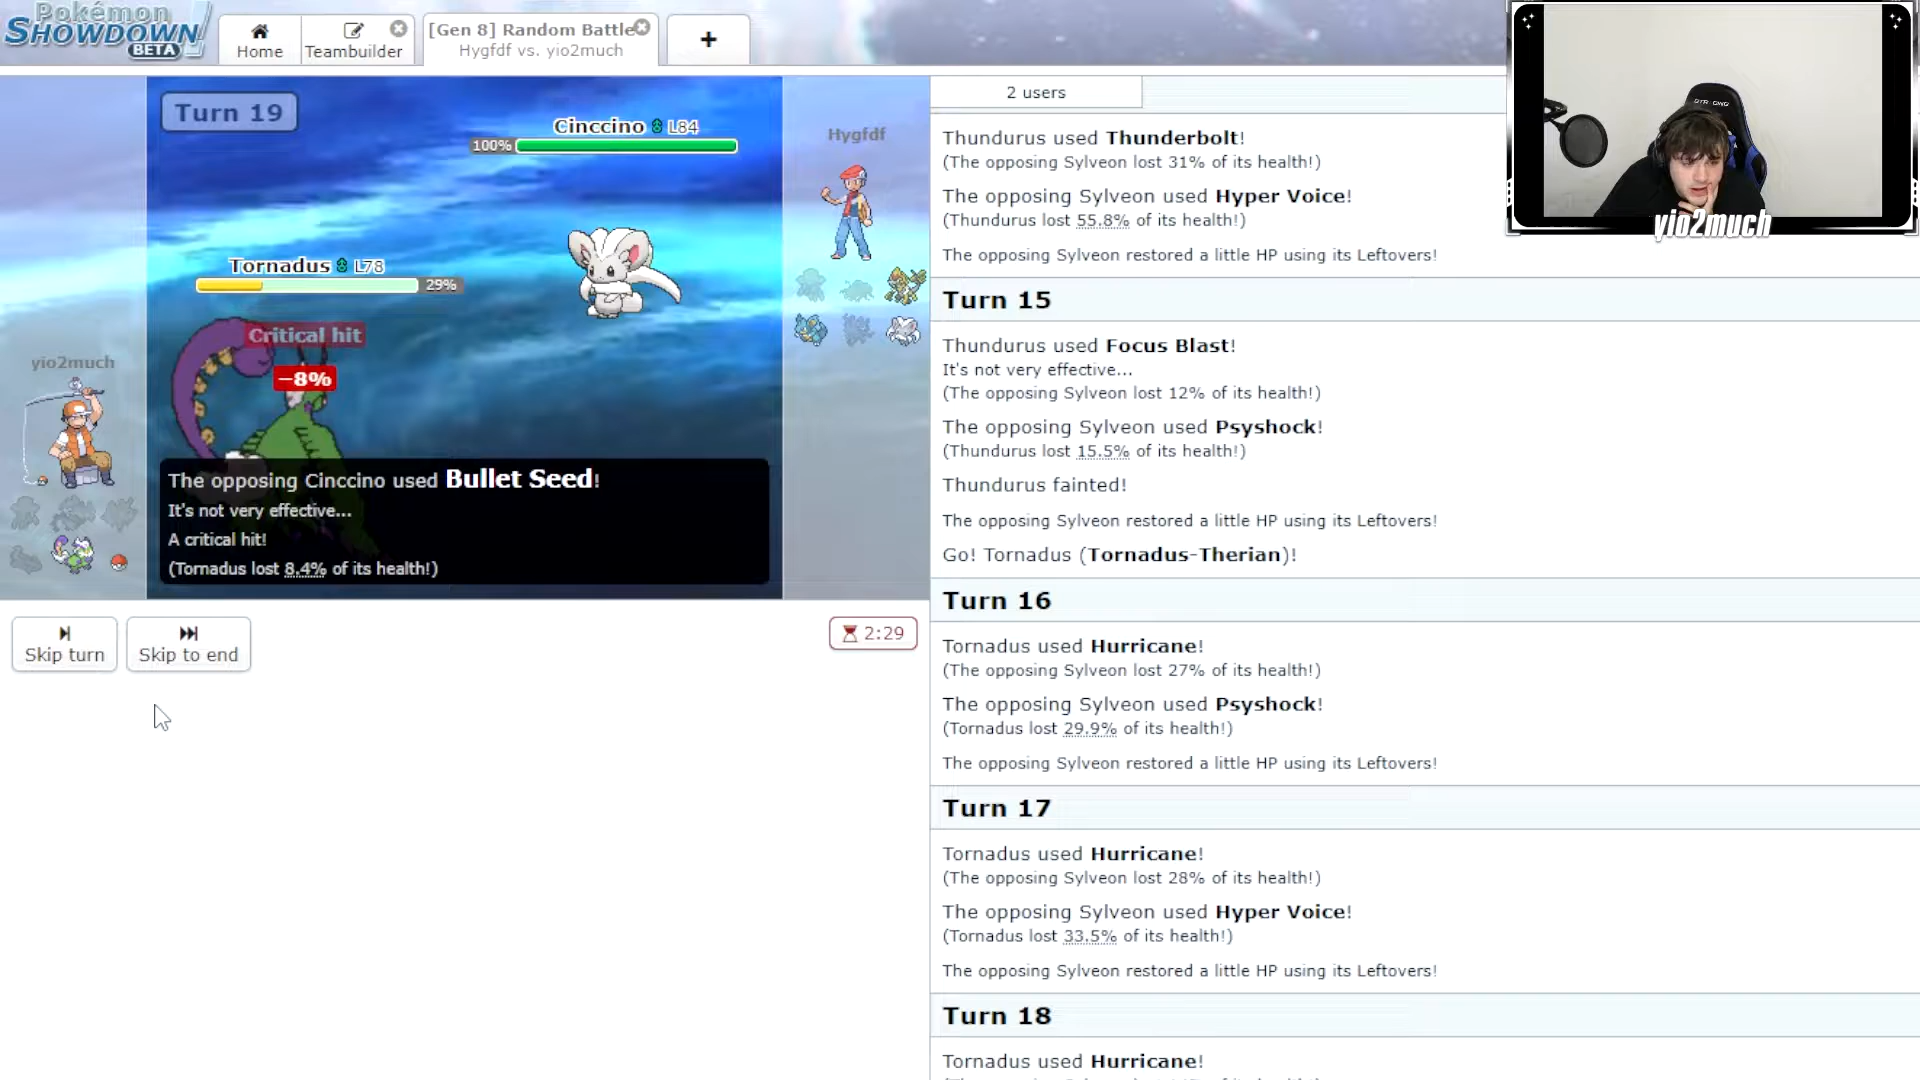 Pokémon
SHOWDOWN
BETA
Home
Teambuilder
[Gen 8] Random Battle
Hygfdf vs. yio2much
+
2 users
Turn 19
Cinccino L84
100%
Hygfdf
Tornadus L78
29%
Critical hit
−8%
yio2much
The opposing Cinccino used Bullet Seed!
It's not very effective...
A critical hit!
(Tornadus lost 8.4% of its health!)
Skip turn
Skip to end
2:29
Thundurus used Thunderbolt!
(The opposing Sylveon lost 31% of its health!)
The opposing Sylveon used Hyper Voice!
(Thundurus lost 55.8% of its health!)
The opposing Sylveon restored a little HP using its Leftovers!
Turn 15
Thundurus used Focus Blast!
It's not very effective...
(The opposing Sylveon lost 12% of its health!)
The opposing Sylveon used Psyshock!
(Thundurus lost 15.5% of its health!)
Thundurus fainted!
The opposing Sylveon restored a little HP using its Leftovers!
Go! Tornadus (Tornadus-Therian)!
Turn 16
Tornadus used Hurricane!
(The opposing Sylveon lost 27% of its health!)
The opposing Sylveon used Psyshock!
(Tornadus lost 29.9% of its health!)
The opposing Sylveon restored a little HP using its Leftovers!
Turn 17
Tornadus used Hurricane!
(The opposing Sylveon lost 28% of its health!)
The opposing Sylveon used Hyper Voice!
(Tornadus lost 33.5% of its health!)
The opposing Sylveon restored a little HP using its Leftovers!
Turn 18
Tornadus used Hurricane!
yio2much